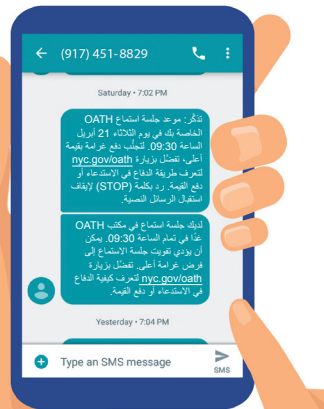 (917) 451-8829
Saturday • 7:02 PM
تذكَّر: موعد جلسة استماع OATH
الخاصة بك في يوم الثلاثاء 21 أبريل
الساعة 09:30. لتجنُّب دفع غرامة بقيمة
أعلى، تفضَّل بزيارة nyc.gov/oath
لتعرف طريقة الدفاع في الاستدعاء أو
دفع القيمة. رد بكلمة (STOP) لإيقاف
استقبال الرسائل النصية.
لديك جلسة استماع في مكتب OATH
غدًا في تمام الساعة 09:30. يمكن
أن يؤدي تفويت جلسة الاستماع إلى
فرض غرامة أعلى. تفضَّل بزيارة
nyc.gov/oath لتعرف كيفية الدفاع
في الاستدعاء أو دفع القيمة.
Yesterday • 7:04 PM
Type an SMS message
SMS